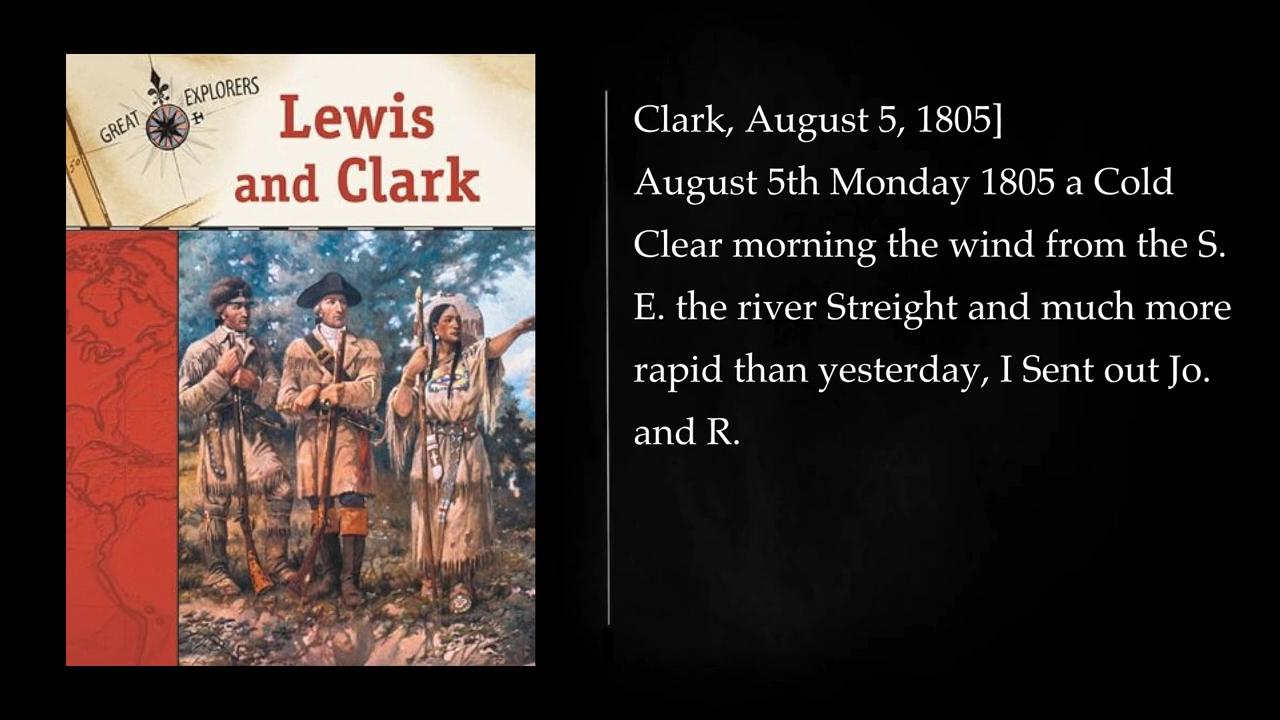 GREAT EXPLORERS
Lewis
and Clark
50
Clark, August 5, 1805]
August 5th Monday 1805 a Cold
Clear morning the wind from the S.
E. the river Streight and much more
rapid than yesterday, I Sent out Jo.
and R.